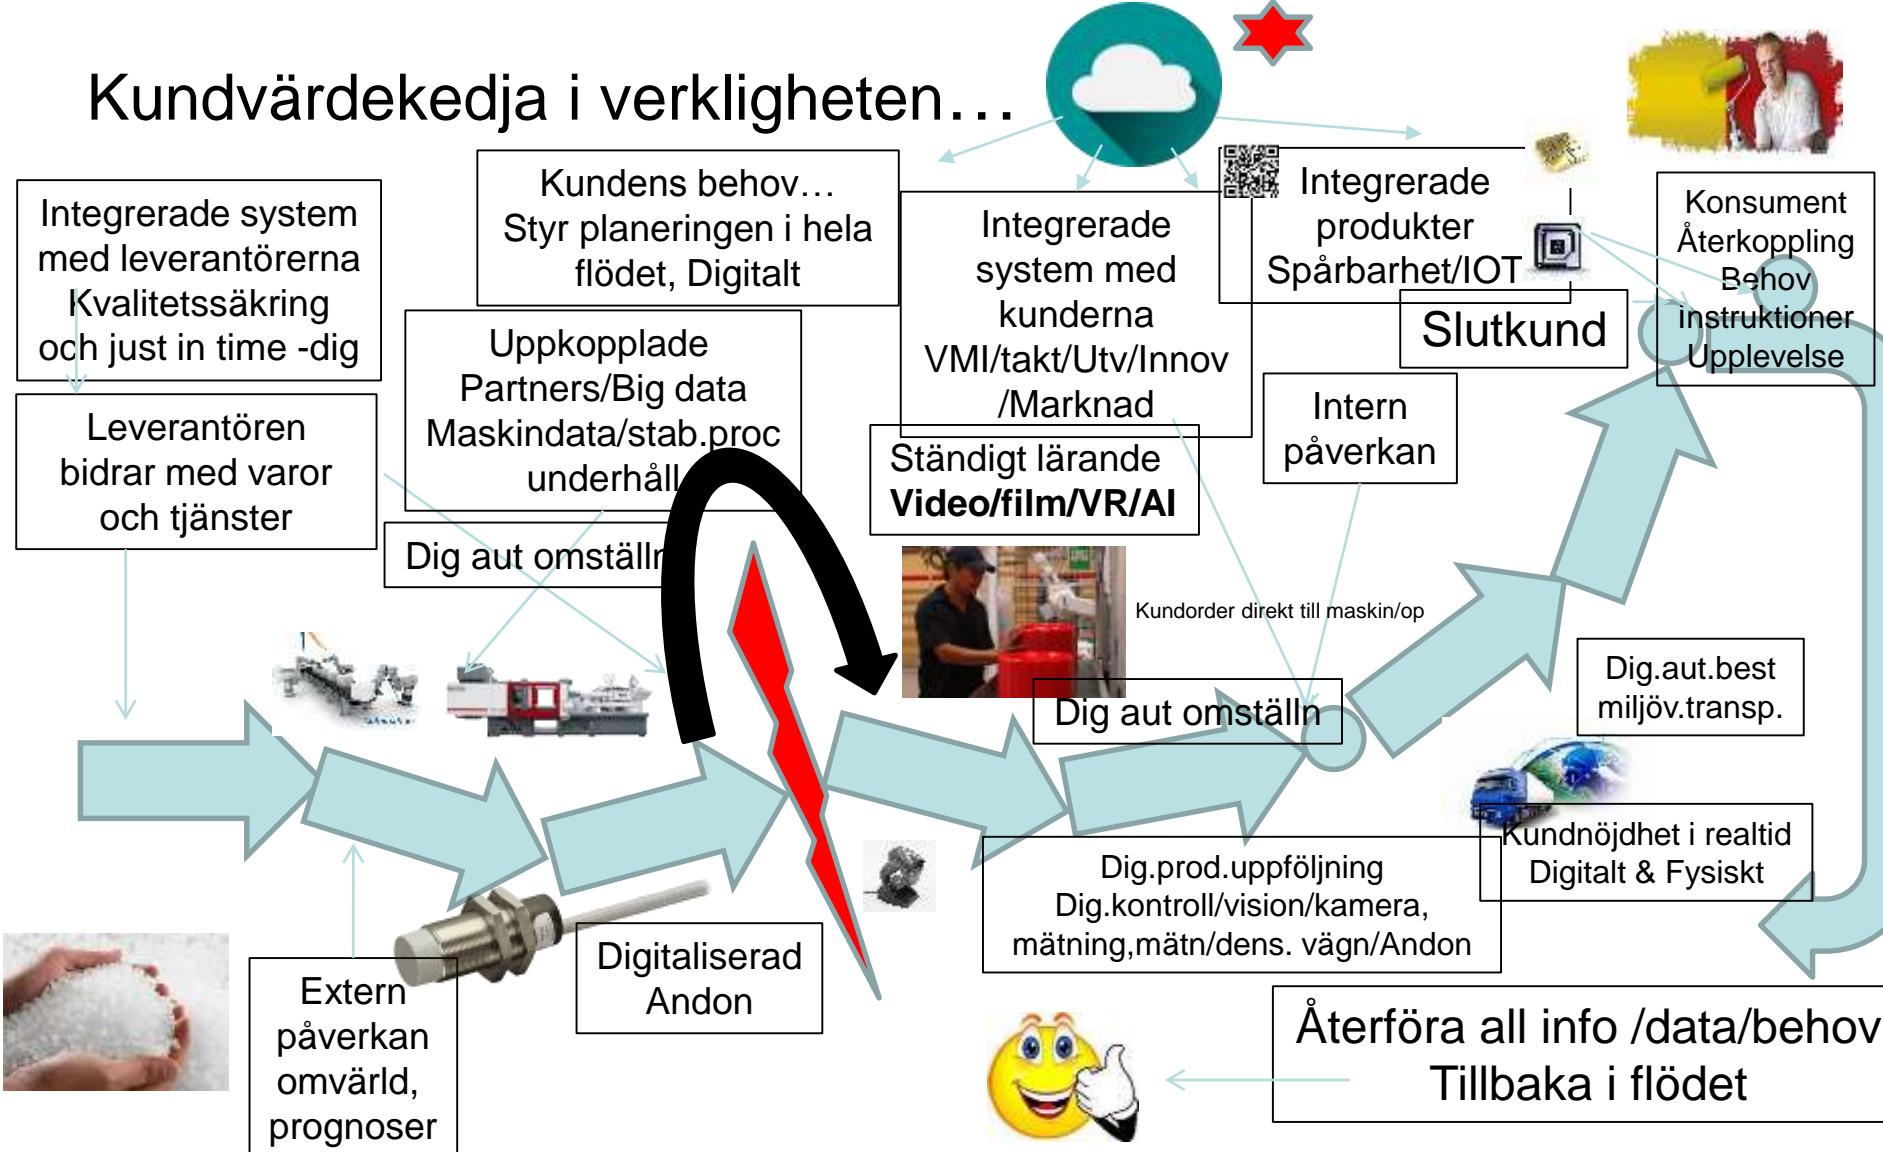 Kundvärdekedja i verkligheten…
Integrerade system
med leverantörerna
Kvalitetssäkring
och just in time -dig
Kundens behov…
Styr planeringen i hela
flödet, Digitalt
Integrerade
system med
kunderna
VMI/takt/Utv/Innov
/Marknad
Integrerade
produkter
Spårbarhet/IOT
Konsument
Återkoppling
Behov
instruktioner
Upplevelse
Slutkund
Uppkopplade
Partners/Big data
Maskindata/stab.proc
underhåll
Leverantören
bidrar med varor
och tjänster
Intern
påverkan
Ständigt lärande
Video/film/VR/AI
Dig aut omställn
Kundorder direkt till maskin/op
Dig aut omställn
Dig.aut.best
miljöv.transp.
Kundnöjdhet i realtid
Digitalt & Fysiskt
Dig.prod.uppföljning
Dig.kontroll/vision/kamera,
mätning,mätn/dens. vägn/Andon
Digitaliserad
Andon
Extern
påverkan
omvärld,
prognoser
Återföra all info /data/behov
Tillbaka i flödet